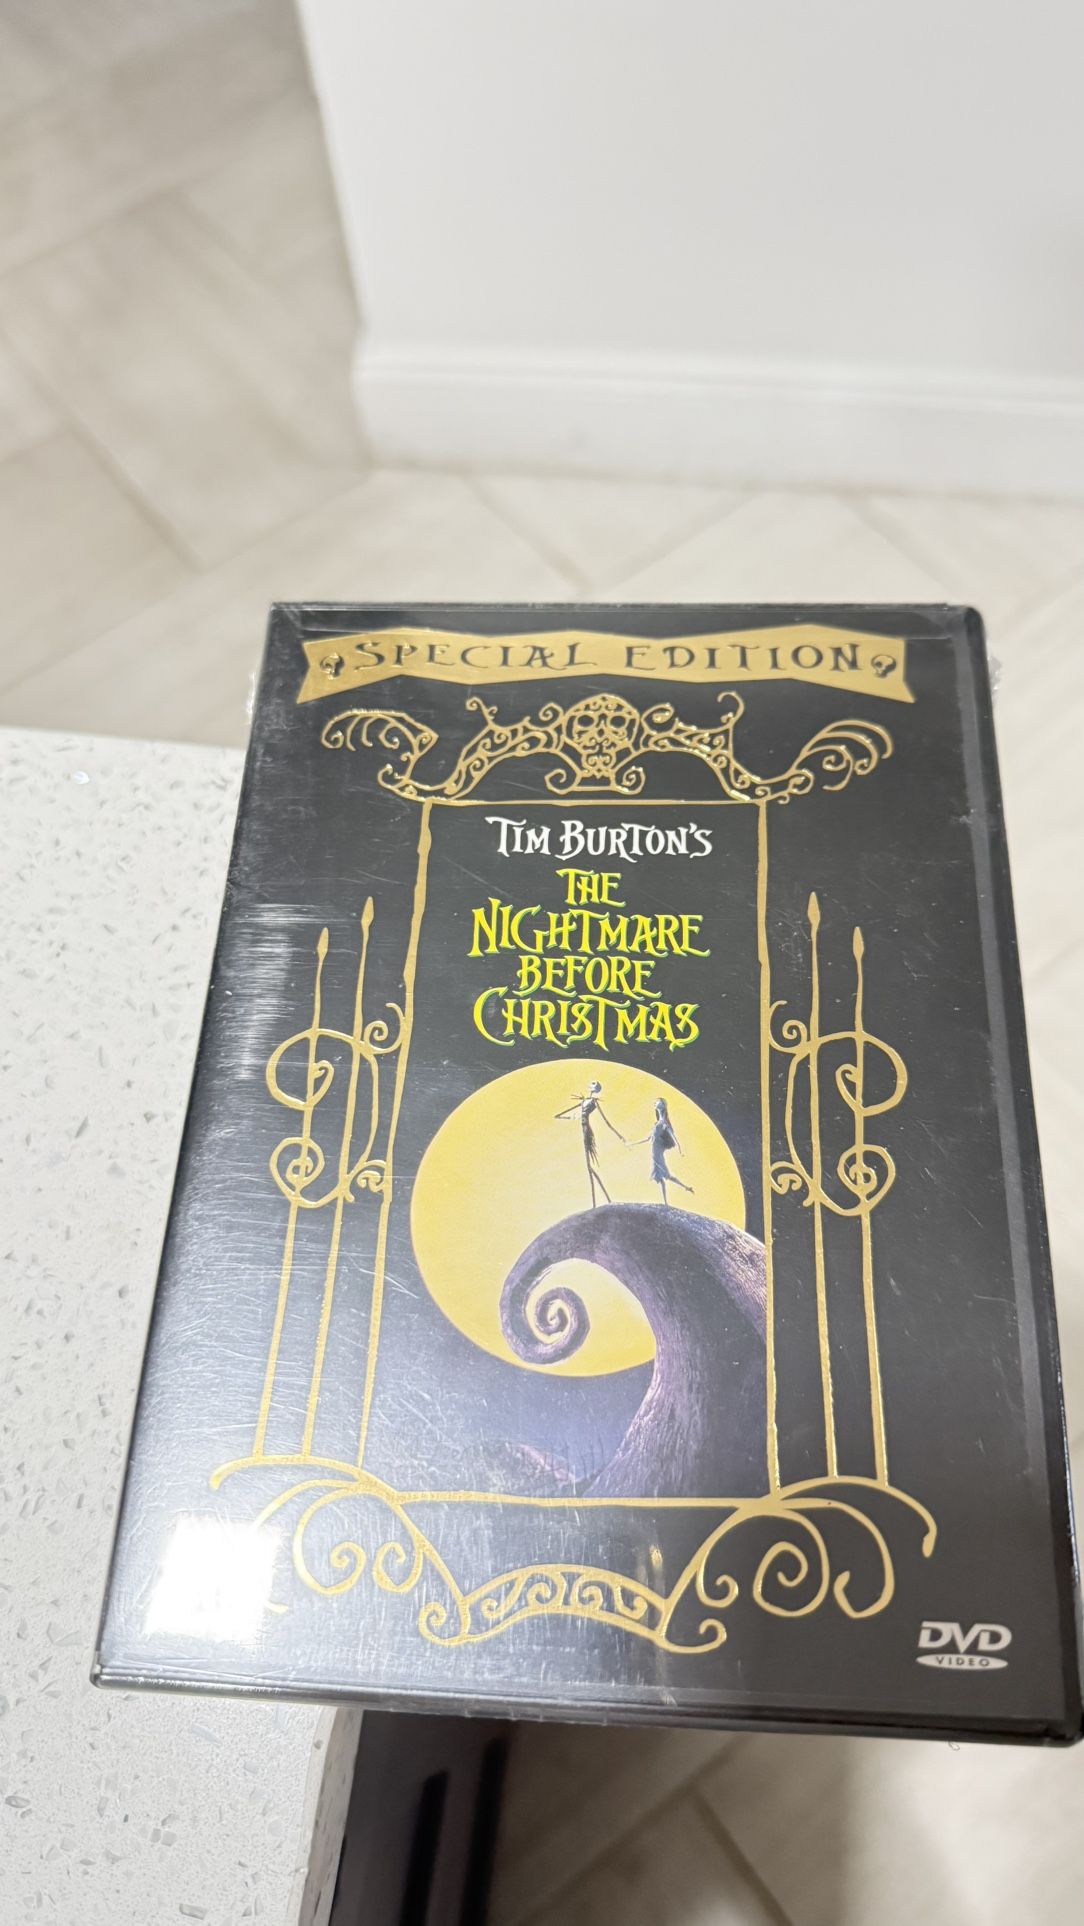 SPECIAL EDITION
TIM BURTON'S
THE
NIGHTMARE
BEFORE
CHRISTMAS
DVD
VIDEO